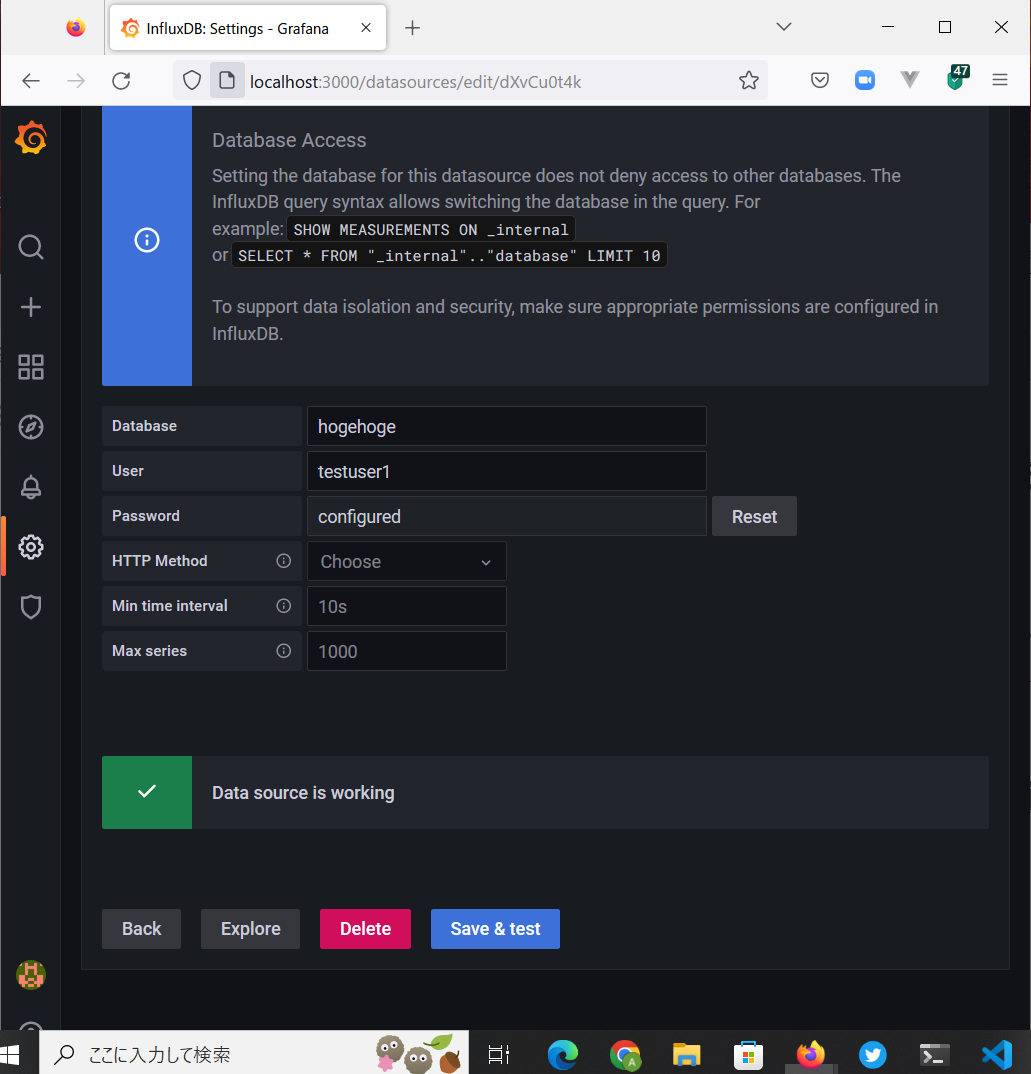 InfluxDB: Settings - Grafana
localhost:3000/datasources/edit/dXvCu0t4k
47
Database Access
Setting the database for this datasource does not deny access to other databases. The
InfluxDB query syntax allows switching the database in the query. For
example: SHOW MEASUREMENTS ON _internal
or SELECT * FROM "_internal".."database" LIMIT 10
To support data isolation and security, make sure appropriate permissions are configured in
InfluxDB.
Database hogehoge
User testuser1
Password configured Reset
HTTP Method Choose
Min time interval 10s
Max series 1000
Data source is working
Back Explore Delete Save & test
ここに入力して検索
A